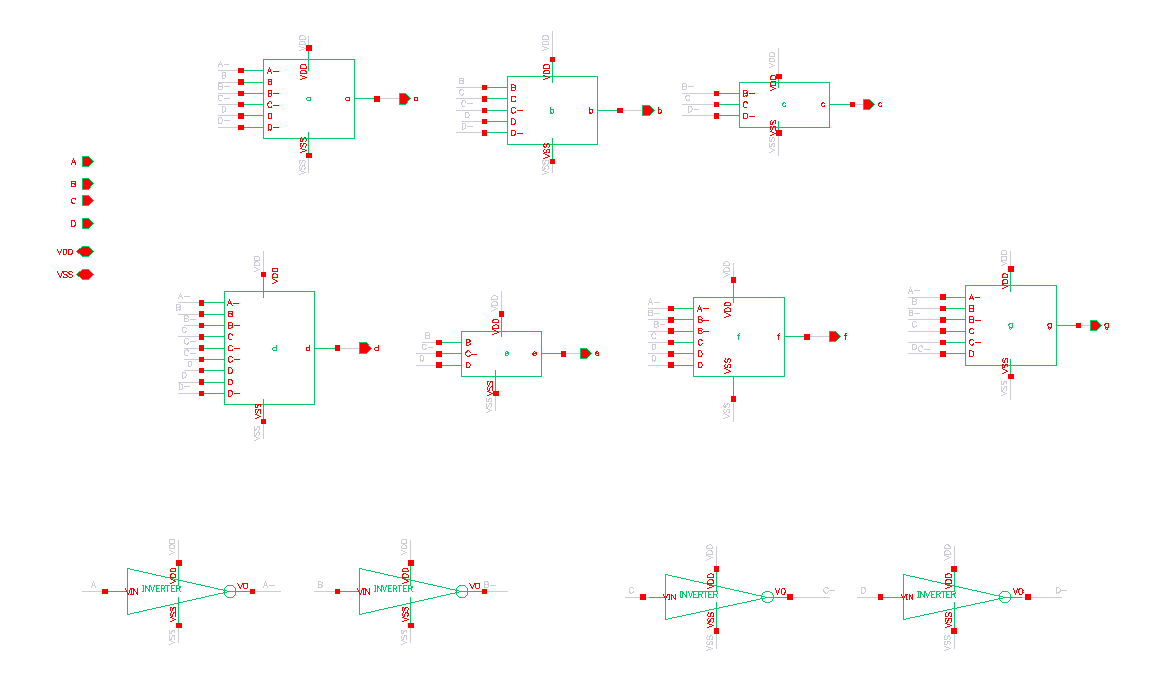 VDD
A-
B
B-
C-
D
D-
A-
B
B-
C-
D
D-
VDD
a
a
a
VSS
VSS
VDD
B
C
C-
D
D-
B
C
C-
D
D-
VDD
b
b
b
VSS
VSS
VDD
B-
C
D-
B-
C
D-
VDD
c
c
c
VSS
VSS
A
B
C
D
VDD
VSS
VDD
VDD
A-
B
B-
C
C-
C-
D
D
D-
A-
B
B-
C
C-
C-
D
D
D-
d
d
d
VSS
VSS
VDD
VDD
B
C-
D
B
C-
D
e
e
e
VSS
VSS
VDD
VDD
A-
B
B-
C
D
D
A-
B-
B-
C
D
D
f
f
f
VSS
VSS
VDD
VDD
A-
B
B-
C
DC-
A-
B
B-
C
C-
D
g
g
g
VSS
VSS
VDD
A
VIN
INVERTER
VDD
VSS
VO
A-
VSS
VDD
B
VIN
INVERTER
VDD
VSS
VO
B-
VSS
VDD
C
VIN
INVERTER
VDD
VSS
VO
C-
VSS
VDD
D
VIN
INVERTER
VDD
VSS
VO
D-
VSS